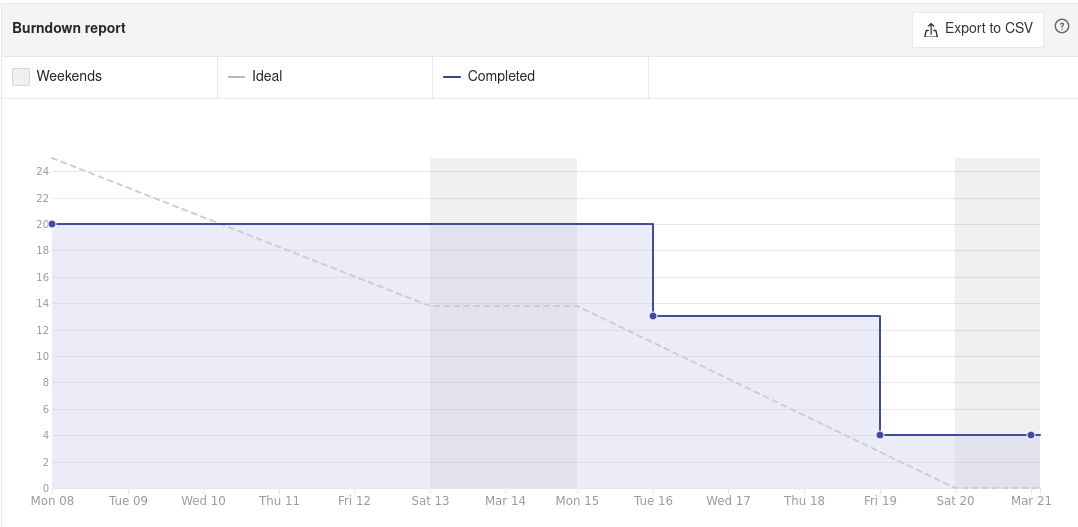 Burndown report
Export to CSV
Weekends
Ideal
Completed
24
22
20
18
16
14
12
10
8
6
4
2
0
Mon 08 Tue 09 Wed 10 Thu 11 Fri 12 Sat 13 Mar 14 Mon 15 Tue 16 Wed 17 Thu 18 Fri 19 Sat 20 Mar 21